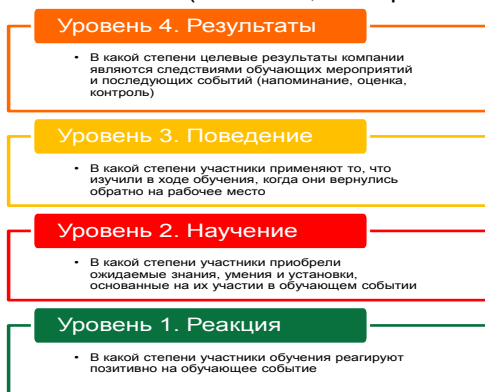 Уровень 4. Результаты
• В какой степени целевые результаты компании
являются следствиями обучающих мероприятий
и последующих событий (напоминание, оценка,
контроль)
Уровень 3. Поведение
• В какой степени участники применяют то, что
изучили в ходе обучения, когда они вернулись
обратно на рабочее место
Уровень 2. Научение
• В какой степени участники приобрели
ожидаемые знания, умения и установки,
основанные на их участии в обучающем событии
Уровень 1. Реакция
• В какой степени участники обучения реагируют
позитивно на обучающее событие